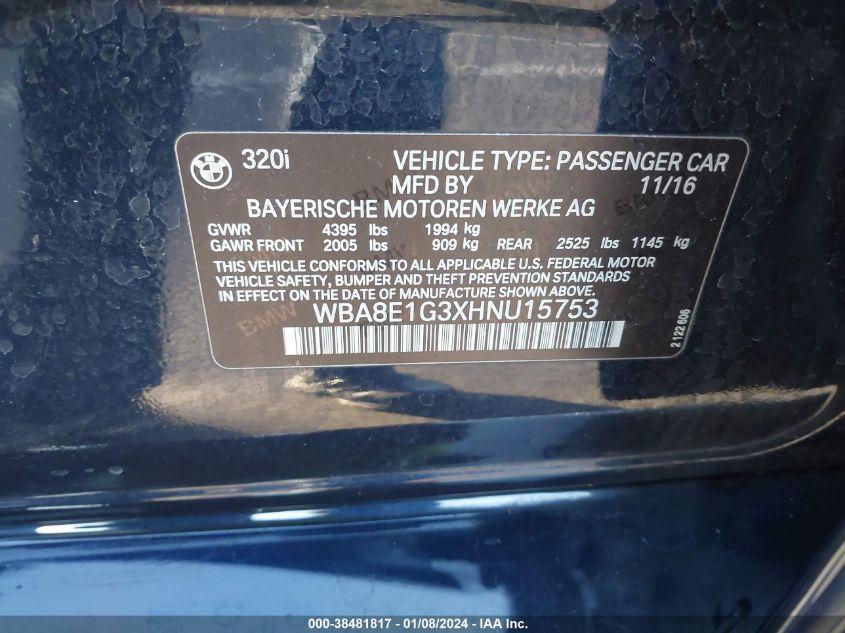 BMW
320i VEHICLE TYPE: PASSENGER CAR
MFD BY 11/16
BAYERISCHE MOTOREN WERKE AG
GVWR 4395 lbs 1994 kg
GAWR FRONT 2005 lbs 909 kg REAR 2525 lbs 1145 kg
THIS VEHICLE CONFORMS TO ALL APPLICABLE U.S. FEDERAL MOTOR
VEHICLE SAFETY, BUMPER AND THEFT PREVENTION STANDARDS
IN EFFECT ON THE DATE OF MANUFACTURE SHOWN ABOVE.
WBA8E1G3XHNU15753
2 122 606
000-38481817 - 01/08/2024 - IAA Inc.